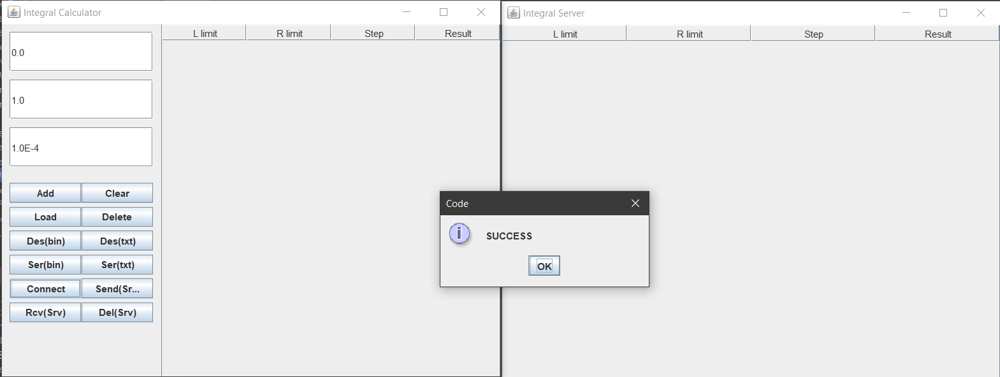 Integral Calculator
L limit R limit Step Result
0.0
1.0
1.0E-4
Add Clear
Load Delete
Des(bin) Des(txt)
Ser(bin) Ser(txt)
Connect Send(Sr...
Rcv(Srv) Del(Srv)
Integral Server
L limit R limit Step Result
Code
SUCCESS
OK